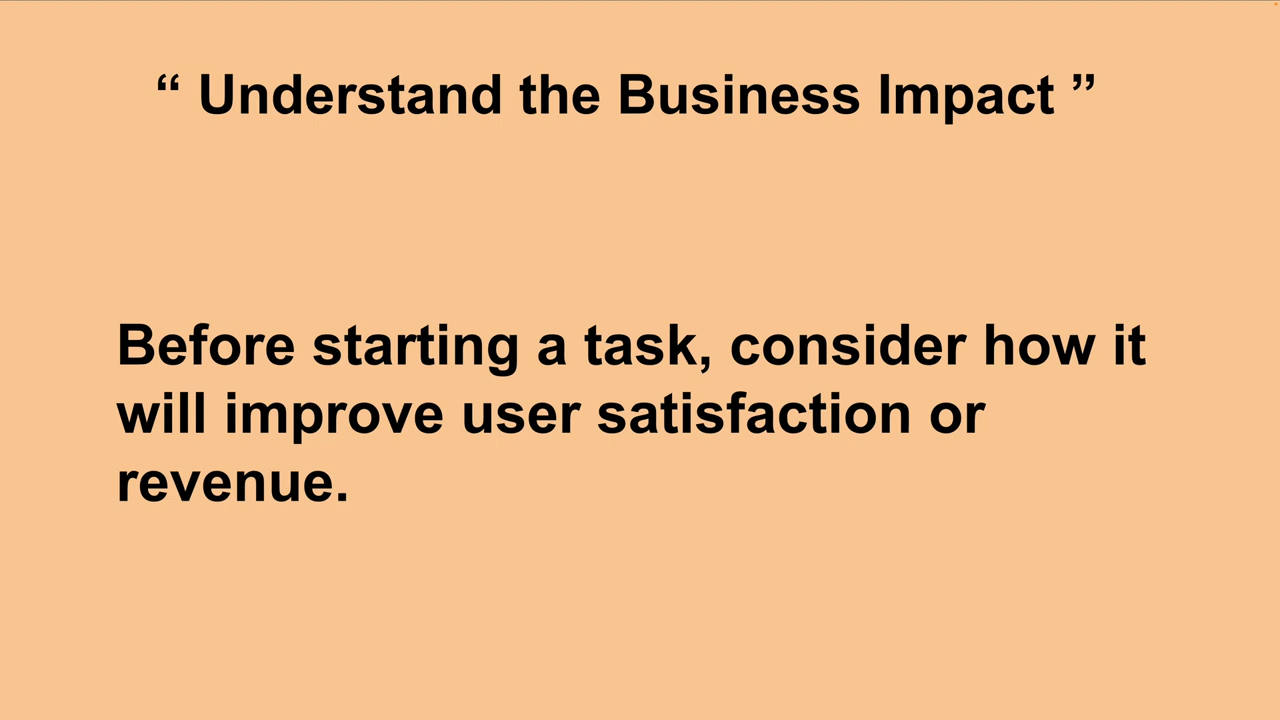 “ Understand the Business Impact ”
Before starting a task, consider how it
will improve user satisfaction or
revenue.